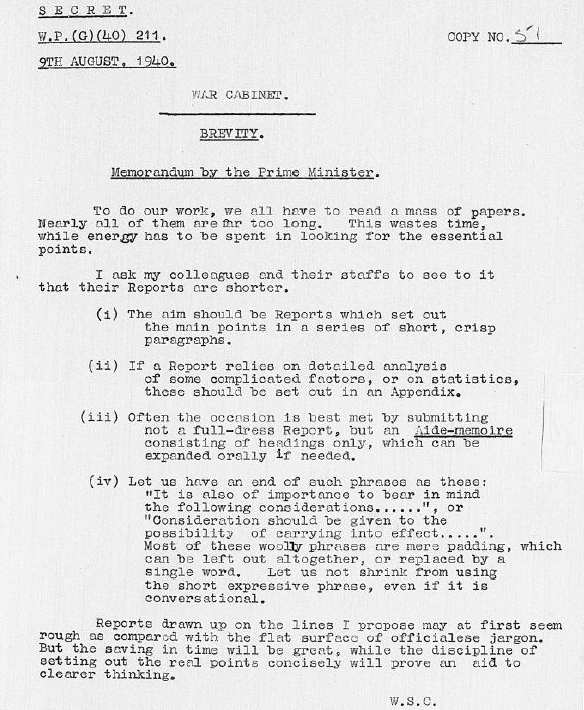 SECRET.
W.P.(G)(40) 211.
COPY NO. 51
9TH AUGUST, 1940.
WAR CABINET.
BREVITY.
Memorandum by the Prime Minister.
To do our work, we all have to read a mass of papers.
Nearly all of them are far too long. This wastes time,
while energy has to be spent in looking for the essential
points.
I ask my colleagues and their staffs to see to it
that their Reports are shorter.
(i) The aim should be Reports which set out
the main points in a series of short, crisp
paragraphs.
(ii) If a Report relies on detailed analysis
of some complicated factors, or on statistics,
these should be set out in an Appendix.
(iii) Often the occasion is best met by submitting
not a full-dress Report, but an Aide-memoire
consisting of headings only, which can be
expanded orally if needed.
(iv) Let us have an end of such phrases as these:
"It is also of importance to bear in mind
the following considerations......", or
"Consideration should be given to the
possibility of carrying into effect.....".
Most of these woolly phrases are mere padding, which
can be left out altogether, or replaced by a
single word. Let us not shrink from using
the short expressive phrase, even if it is
conversational.
Reports drawn up on the lines I propose may at first seem
rough as compared with the flat surface of officialese jargon.
But the saving in time will be great, while the discipline of
setting out the real points concisely will prove an aid to
clearer thinking.
W.S.C.